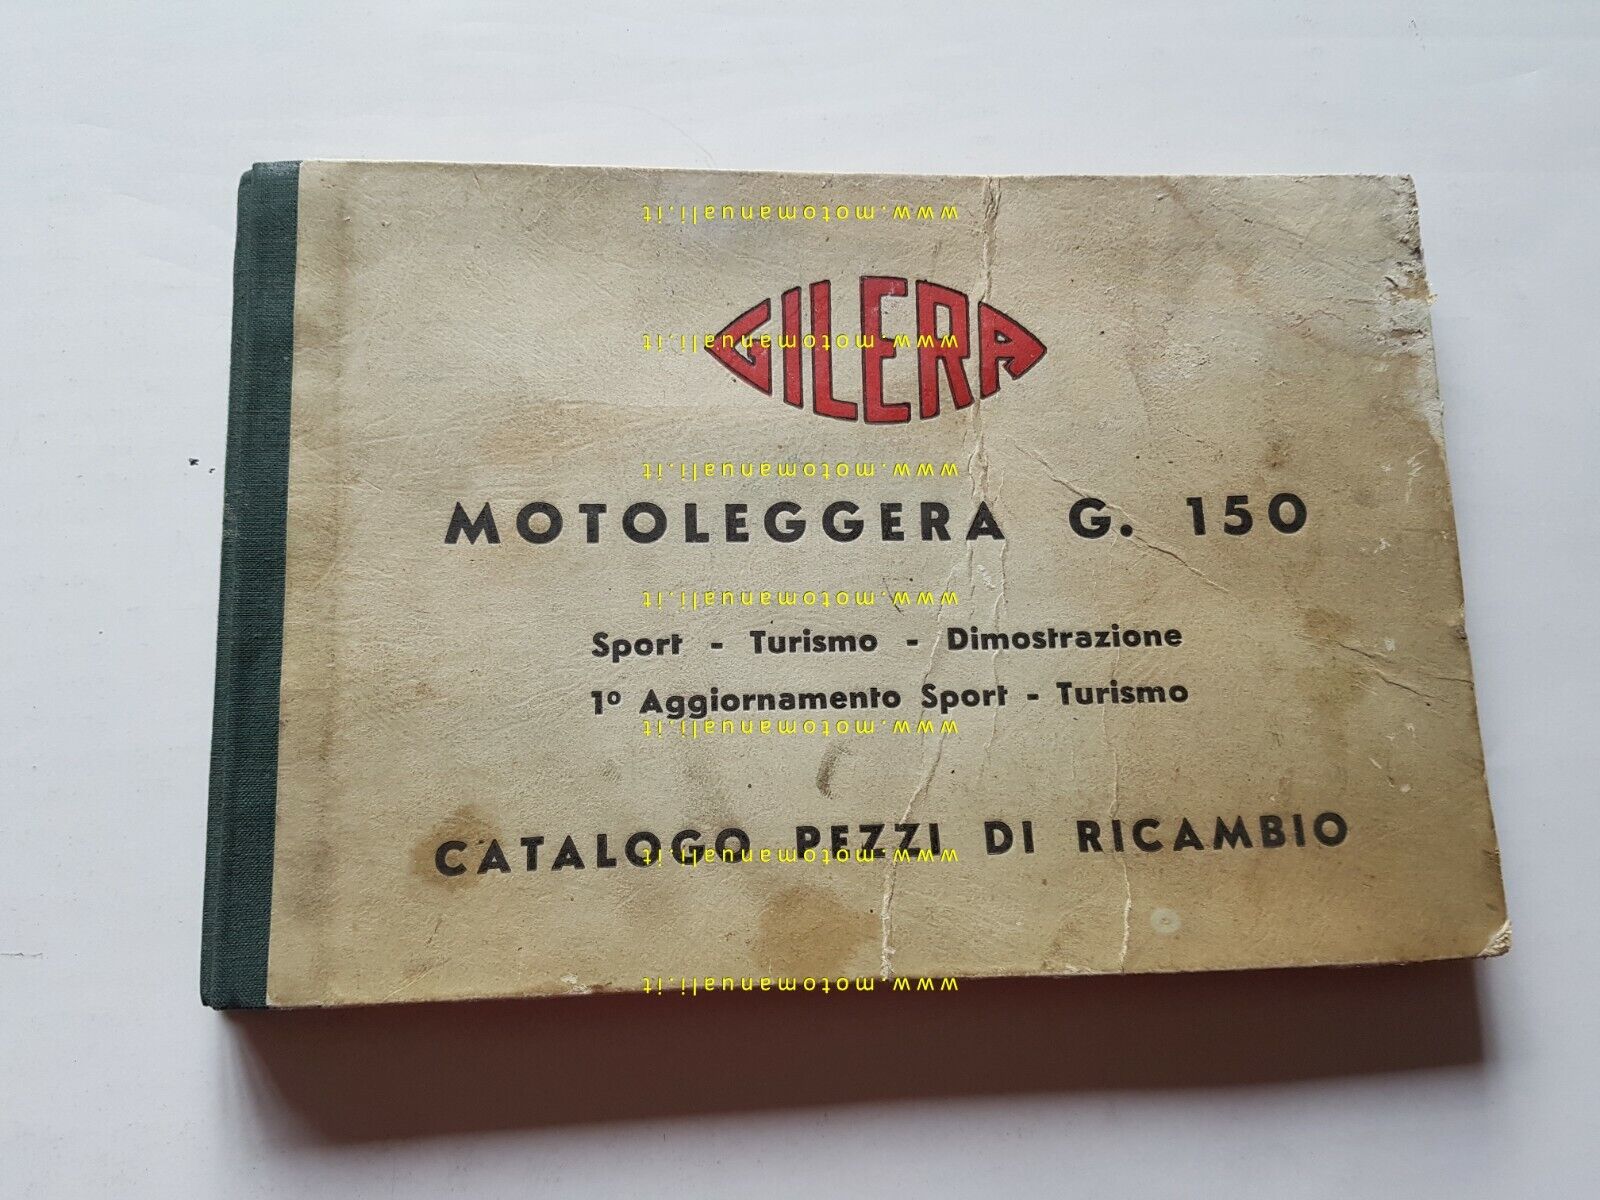 www.motomanuali.it
GILERA
www.motomanuali.it
www.motomanuali.it
MOTOLEGGERA G. 150
www.motomanuali.it
Sport - Turismo - Dimostrazione
1º Aggiornamento Sport - Turismo
www.motomanuali.it
CATALOGO PEZZI DI RICAMBIO
www.motomanuali.it
www.motomanuali.it